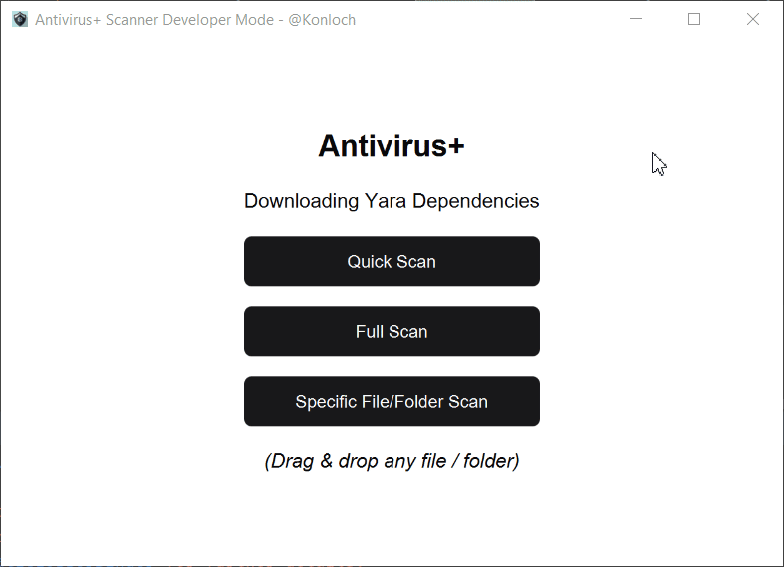 Antivirus+ Scanner Developer Mode - @Konloch
Antivirus+
Downloading Yara Dependencies
Quick Scan
Full Scan
Specific File/Folder Scan
(Drag & drop any file / folder)